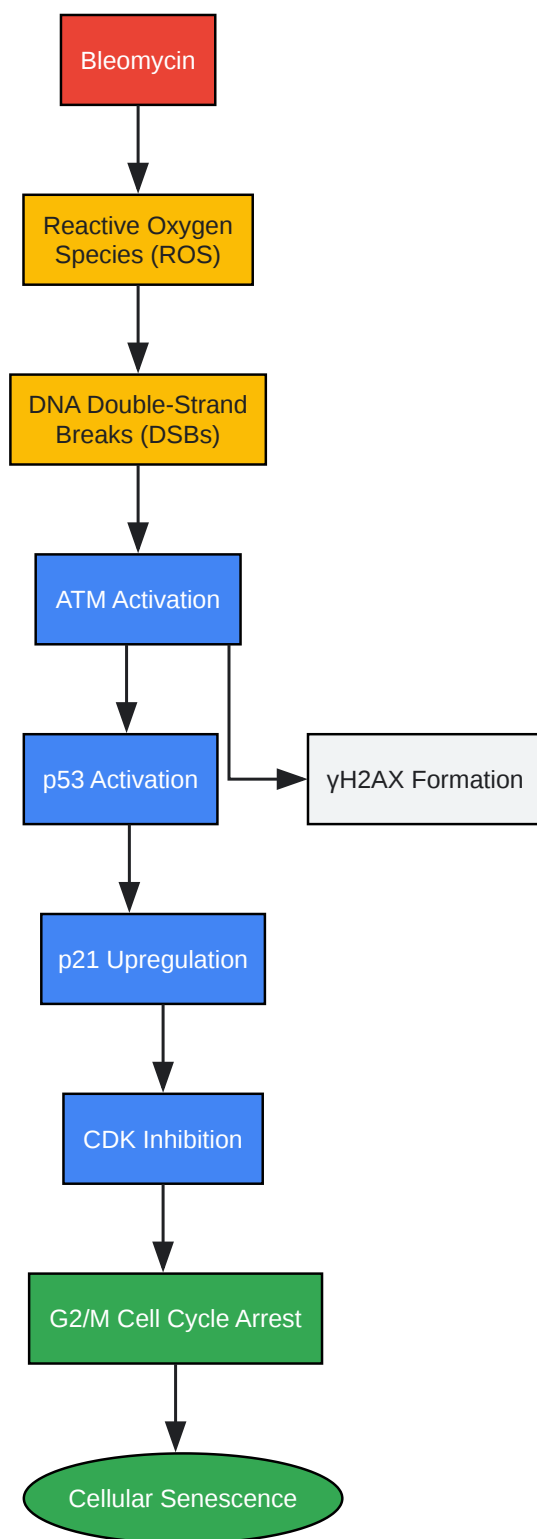 Bleomycin
Reactive Oxygen
Species (ROS)
DNA Double-Strand
Breaks (DSBs)
ATM Activation
p53 Activation
γH2AX Formation
p21 Upregulation
CDK Inhibition
G2/M Cell Cycle Arrest
Cellular Senescence